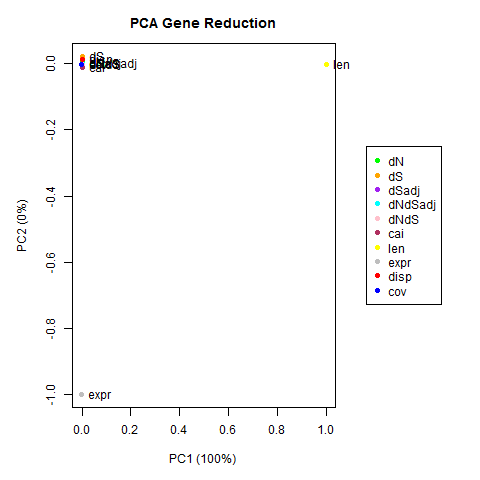 PCA Gene Reduction
PC2 (0%)
0.0
-0.2
-0.4
-0.6
-0.8
-1.0
dS
cai
len
expr
0.0 0.2 0.4 0.6 0.8 1.0
PC1 (100%)
dN
dS
dSadj
dNdSadj
dNdS
cai
len
expr
disp
cov